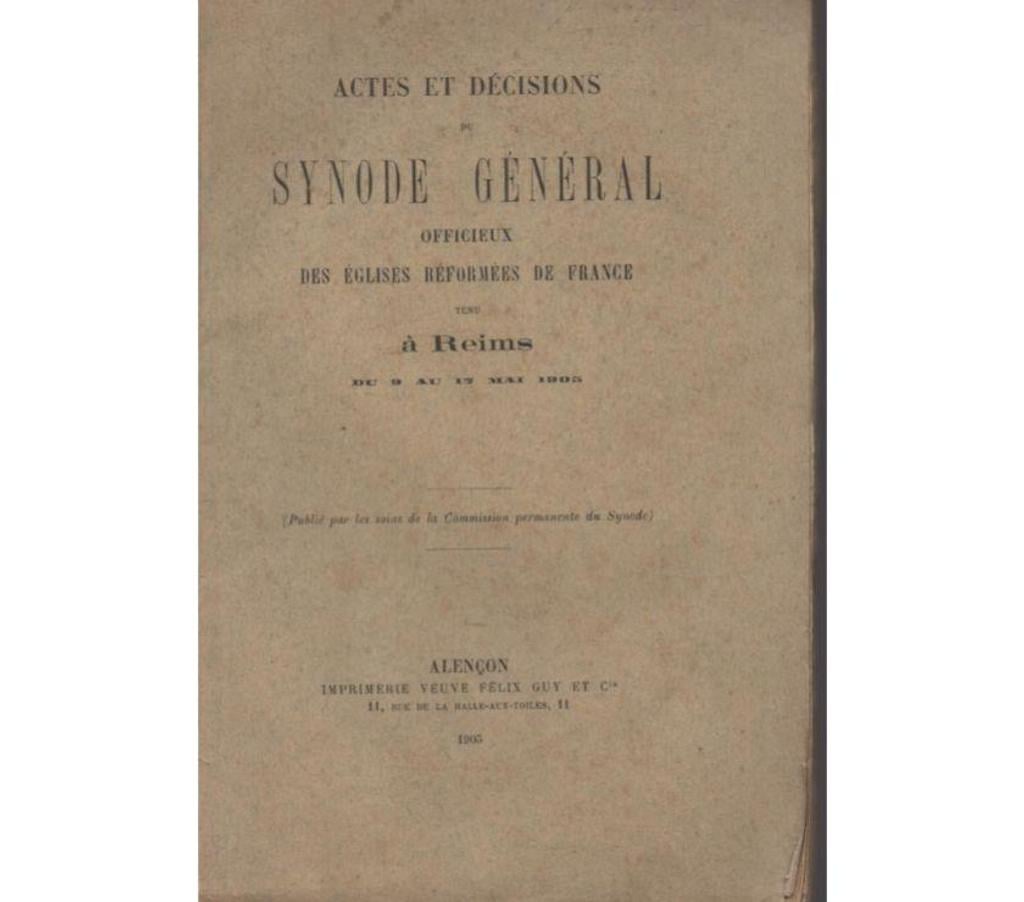 ACTES ET DÉCISIONS
DU
SYNODE GÉNÉRAL
OFFICIEUX
DES ÉGLISES RÉFORMÉES DE FRANCE
TENU
à Reims
DU 9 AU 17 MAI 1905
(Publié par les soins de la Commission permanente du Synode)
ALENÇON
IMPRIMERIE VEUVE FÉLIX GUY ET Cie
11, RUE DE LA HALLE-AUX-TOILES, 11
1905